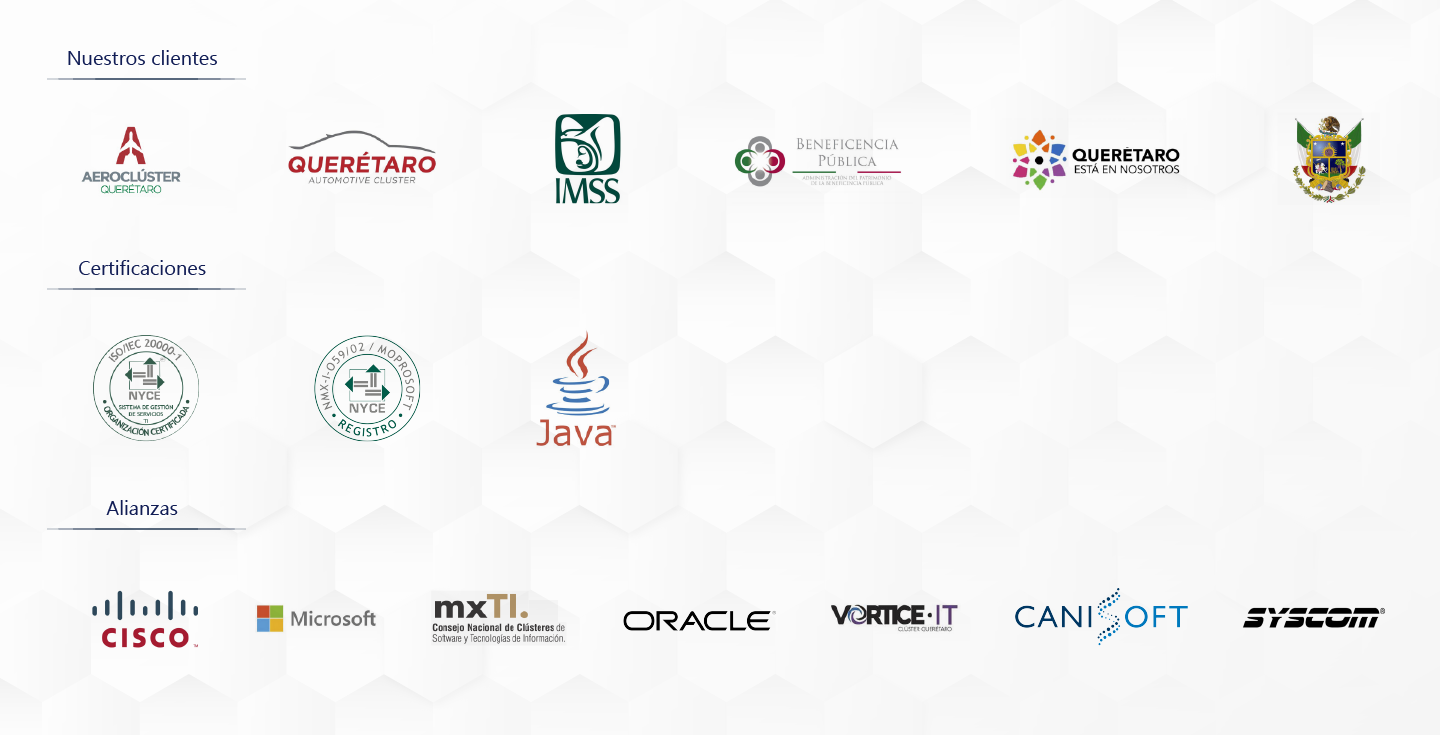 Nuestros clientes
AEROCLÚSTER
QUERÉTARO
QUERÉTARO
AUTOMOTIVE CLUSTER
IMSS
BENEFICENCIA
PÚBLICA
ADMINISTRACIÓN DEL PATRIMONIO
DE LA BENEFICENCIA PÚBLICA
QUERÉTARO
ESTÁ EN NOSOTROS
Certificaciones
ISO/IEC 20000-1
NYCE
SISTEMA DE GESTIÓN
DE SERVICIOS
TI
• ORGANIZACIÓN CERTIFICADA •
NMX-I-059/02 / MOPROSOFT
NYCE
• REGISTRO •
Java™
Alianzas
CISCO™
Microsoft
mxTI.
Consejo Nacional de Clústeres de
Software y Tecnologías de Información.
ORACLE®
VORTICE·IT
CLÚSTER QUERÉTARO
CANISOFT
SYSCOM®